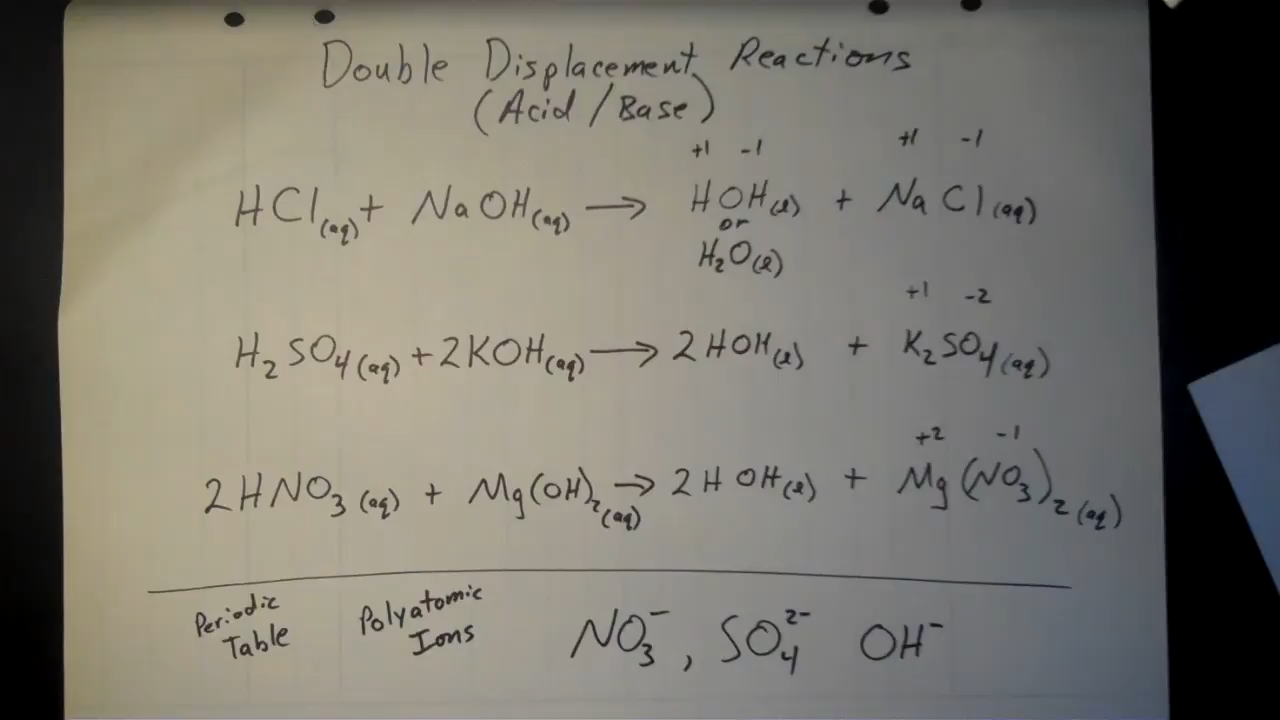 Double Displacement Reactions
(Acid/Base)
+1 -1 +1 -1
HCl(aq) + NaOH(aq) → HOH(l) + NaCl(aq)
or
H₂O(l)
+1 -2
H₂SO₄(aq) + 2KOH(aq) → 2HOH(l) + K₂SO₄(aq)
+2 -1
2HNO₃(aq) + Mg(OH)₂(aq) → 2HOH(l) + Mg(NO₃)₂(aq)
Periodic Table
Polyatomic Ions
NO₃⁻, SO₄²⁻ OH⁻